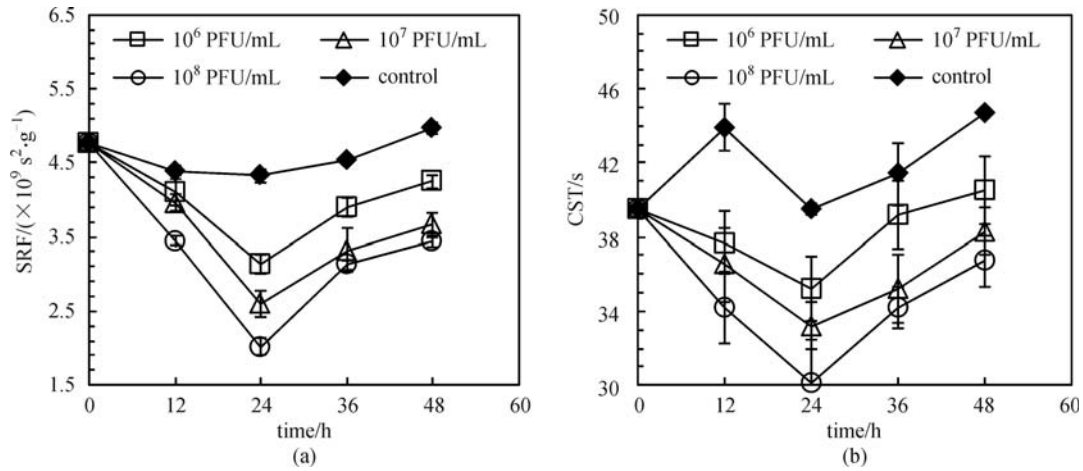 6.5
5.5
4.5
3.5
2.5
1.5
SRF/(×10⁹ s²·g⁻¹)
10⁶ PFU/mL
10⁷ PFU/mL
10⁸ PFU/mL
control
0 12 24 36 48 60
time/h
(a)
50
46
42
38
34
30
CST/s
10⁶ PFU/mL
10⁷ PFU/mL
10⁸ PFU/mL
control
0 12 24 36 48 60
time/h
(b)